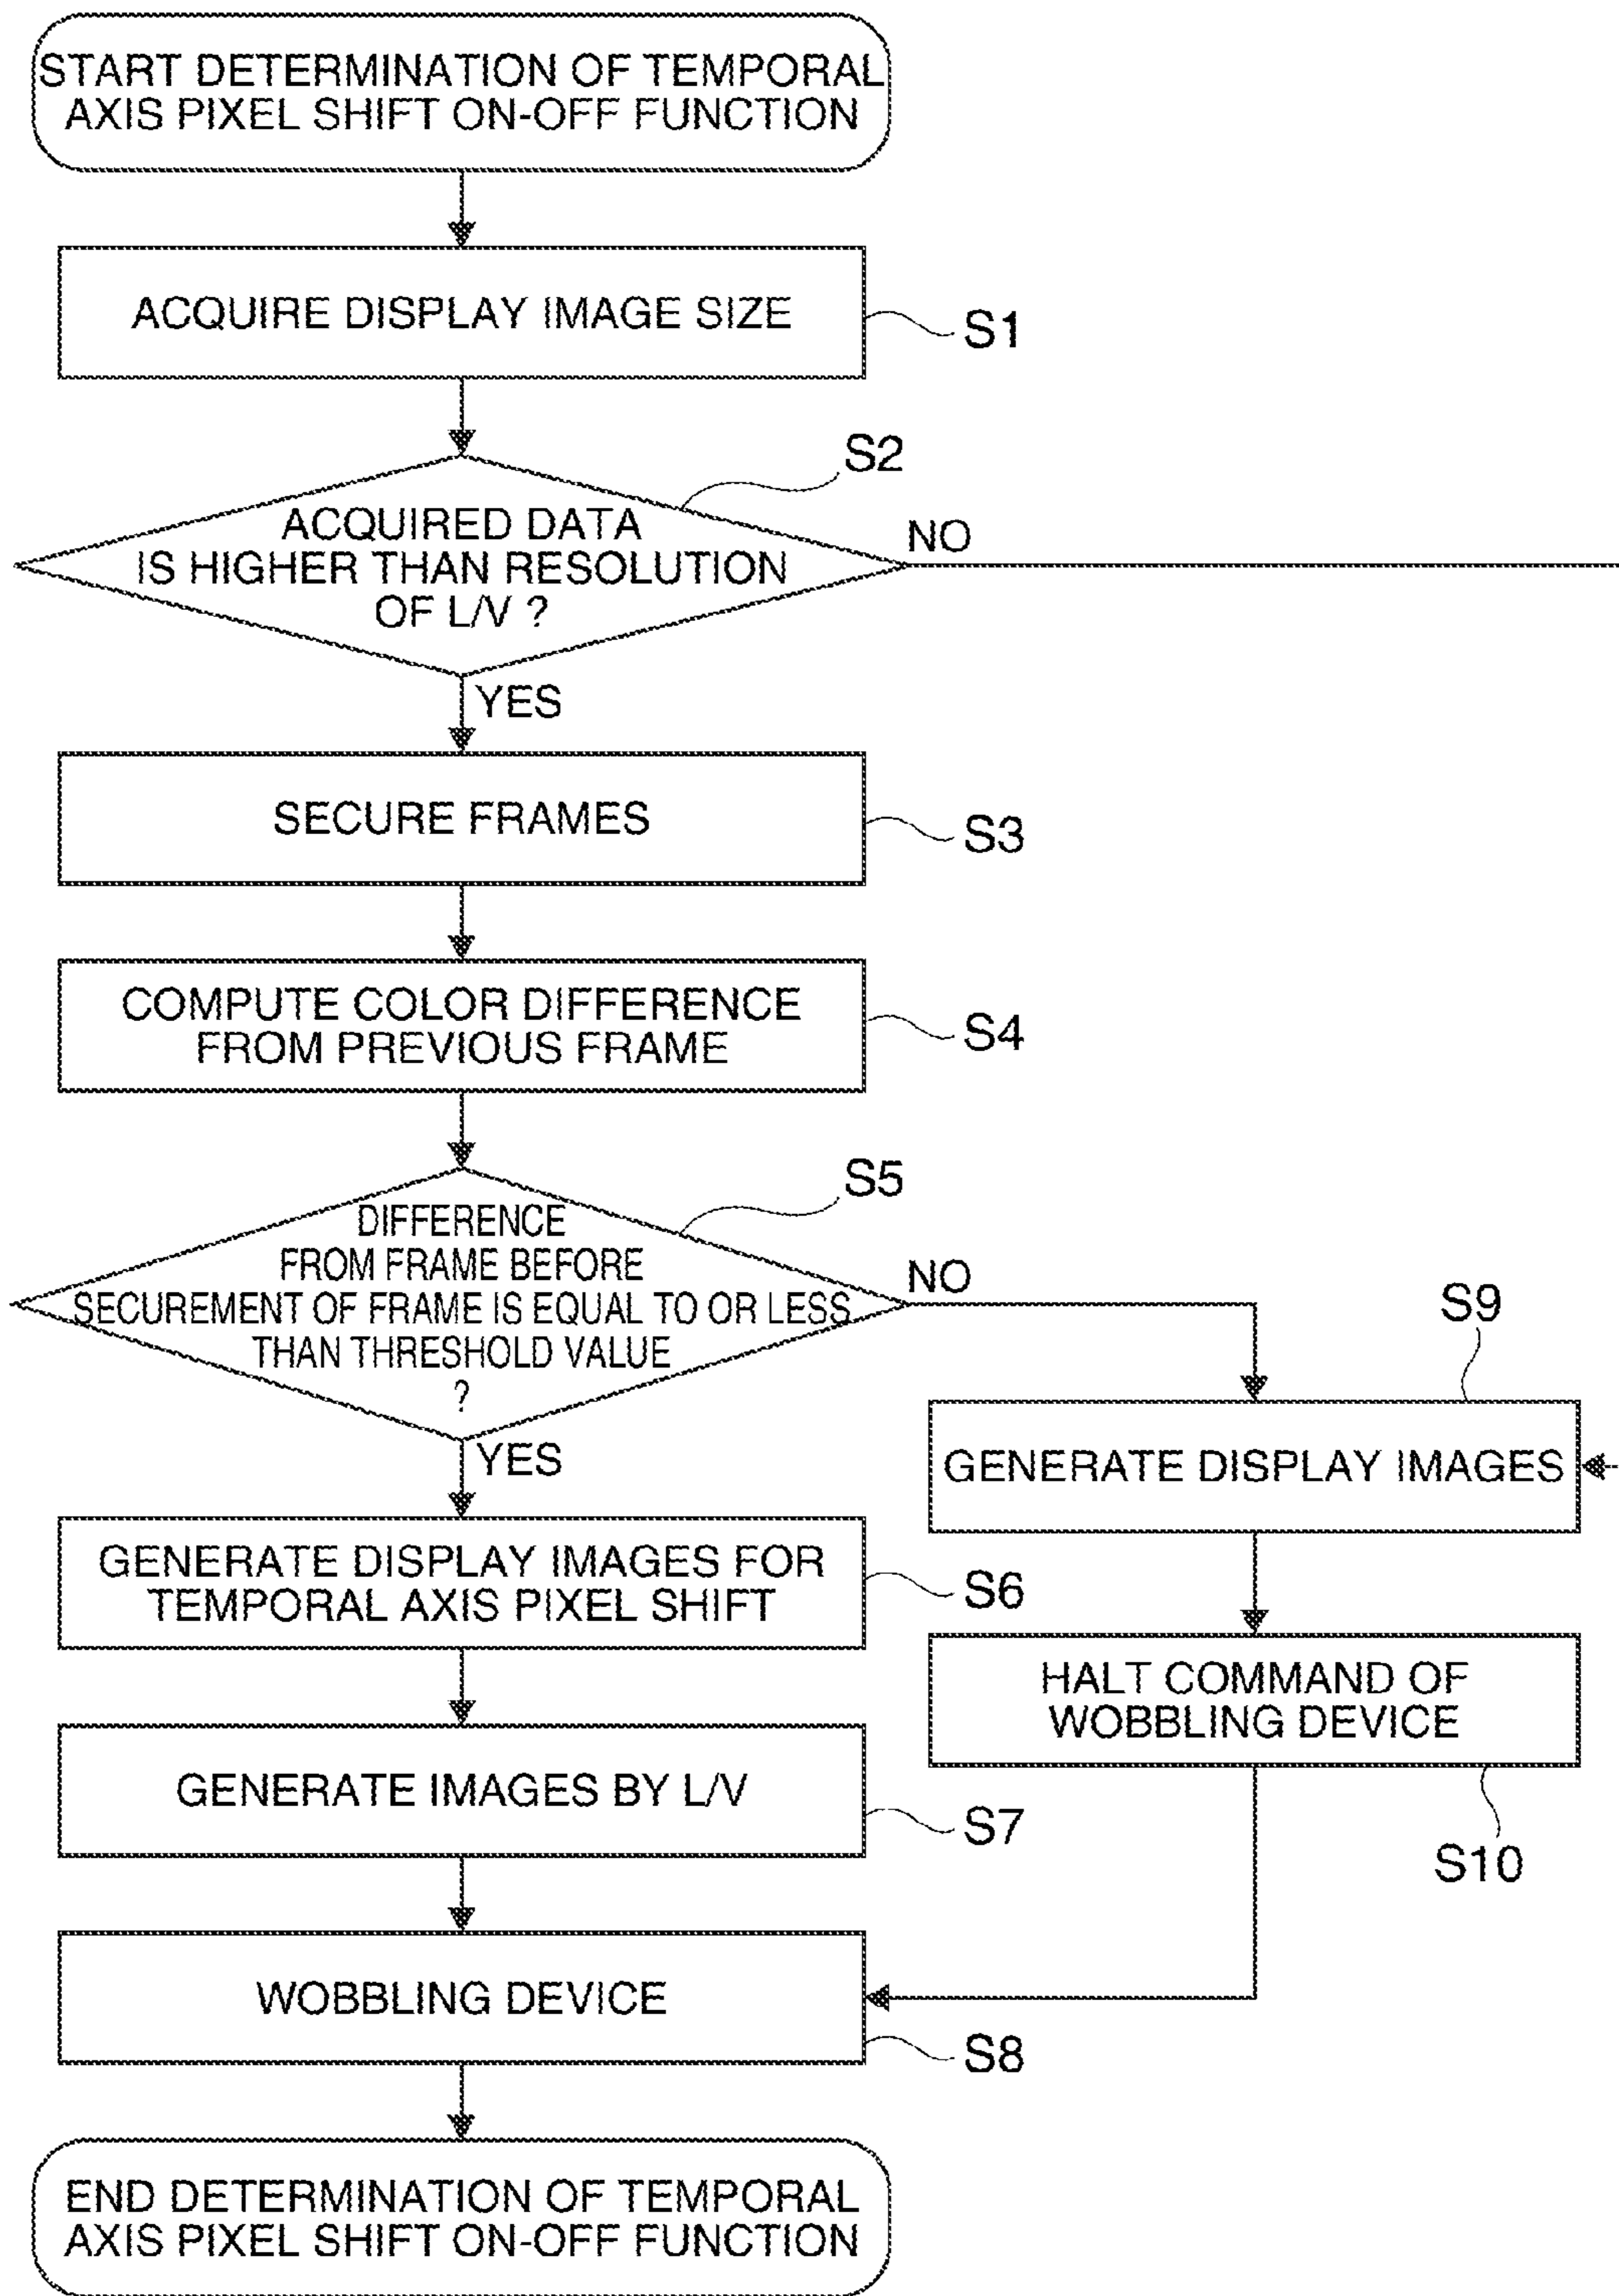 START DETERMINATION OF TEMPORAL
AXIS PIXEL SHIFT ON-OFF FUNCTION
ACQUIRE DISPLAY IMAGE SIZE
S1
S2
ACQUIRED DATA
IS HIGHER THAN RESOLUTION
OF L/V ?
NO
YES
SECURE FRAMES
S3
COMPUTE COLOR DIFFERENCE
FROM PREVIOUS FRAME
S4
S5
DIFFERENCE
FROM FRAME BEFORE
SECUREMENT OF FRAME IS EQUAL TO OR LESS
THAN THRESHOLD VALUE
?
NO
YES
S9
GENERATE DISPLAY IMAGES
GENERATE DISPLAY IMAGES FOR
TEMPORAL AXIS PIXEL SHIFT
S6
HALT COMMAND OF
WOBBLING DEVICE
S10
GENERATE IMAGES BY L/V
S7
WOBBLING DEVICE
S8
END DETERMINATION OF TEMPORAL
AXIS PIXEL SHIFT ON-OFF FUNCTION